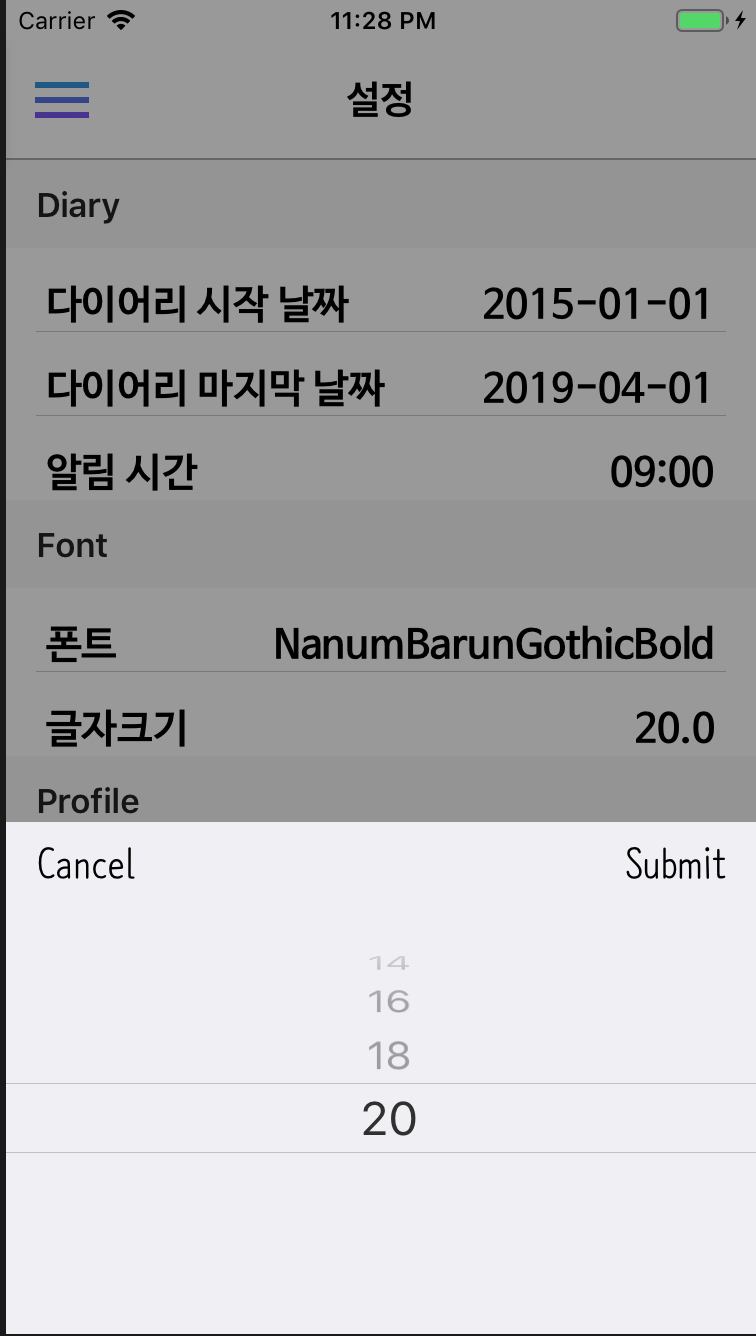 Carrier 11:28 PM
설정
Diary
다이어리 시작 날짜 2015-01-01
다이어리 마지막 날짜 2019-04-01
알림 시간 09:00
Font
폰트 NanumBarunGothicBold
글자크기 20.0
Profile
Cancel Submit
14
16
18
20